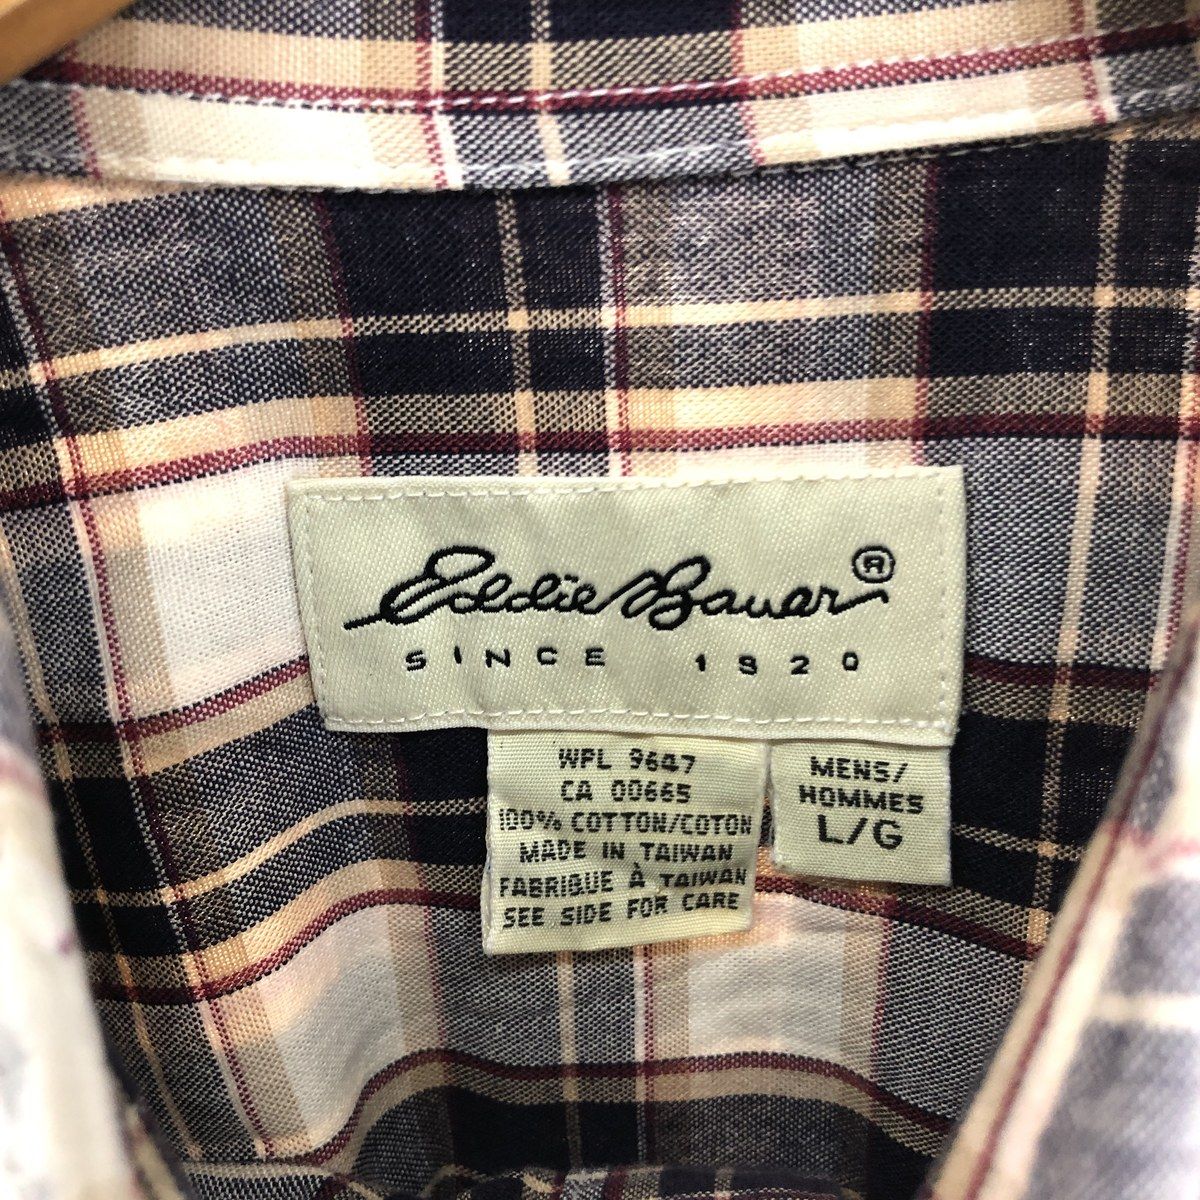 Eddie Bauer®
SINCE 1920
WPL 9647
CA 00665
100% COTTON/COTON
MADE IN TAIWAN
FABRIQUE À TAIWAN
SEE SIDE FOR CARE
MENS/
HOMMES
L/G